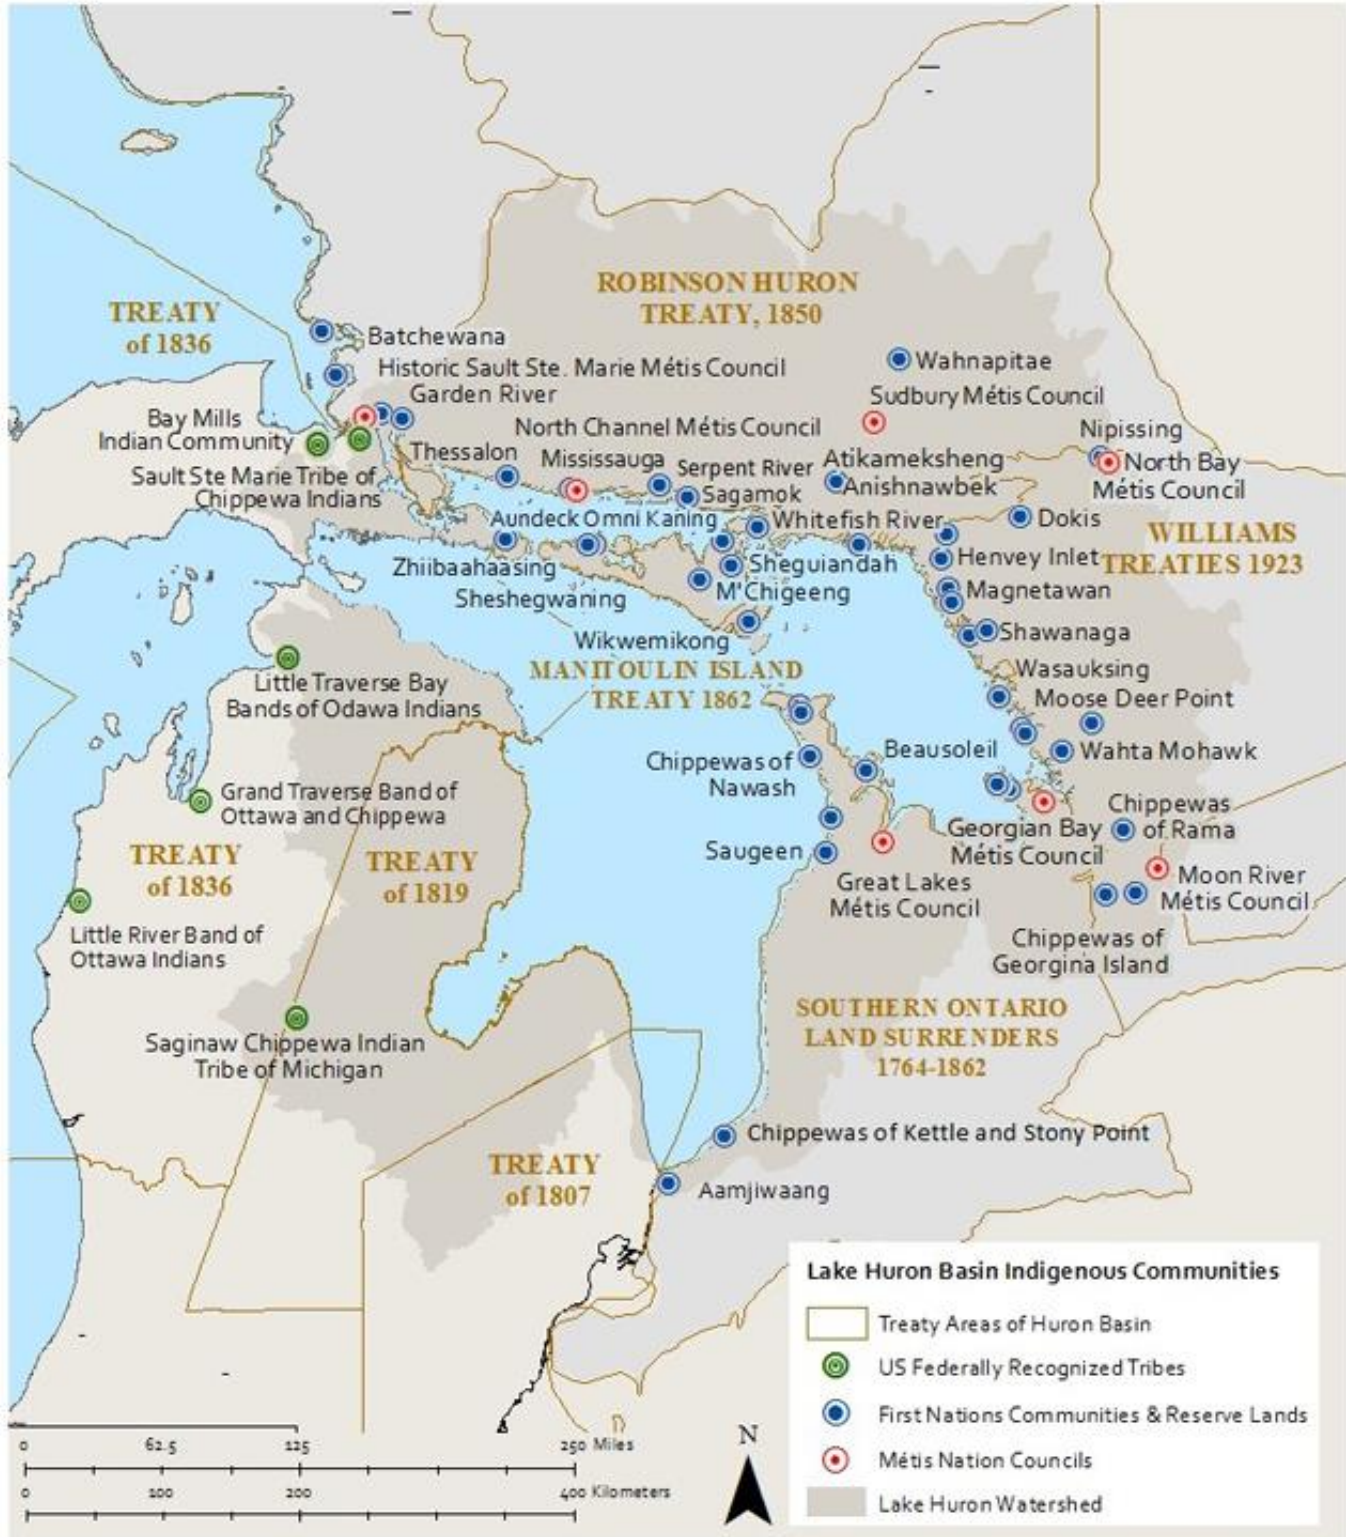 ROBINSON HURON
TREATY, 1850
TREATY
of 1836
Batchewana
Historic Sault Ste. Marie Métis Council
Wahnapitae
Garden River
Sudbury Métis Council
Bay Mills
Indian Community
North Channel Métis Council
Nipissing
Thessalon
Mississauga
Serpent River
Atikameksheng
Anishnawbek
North Bay
Métis Council
Sault Ste Marie Tribe of
Chippewa Indians
Sagamok
Aundeck Omni Kaning
Whitefish River
Dokis
WILLIAMS
TREATIES 1923
Zhiibaahaasing
Sheguiandah
Henvey Inlet
Sheshegwaning
M'Chigeeng
Magnetawan
Wikwemikong
Shawanaga
MANITOULIN ISLAND
TREATY 1862
Wasauksing
Little Traverse Bay
Bands of Odawa Indians
Moose Deer Point
Chippewas of
Nawash
Beausoleil
Wahta Mohawk
Grand Traverse Band of
Ottawa and Chippewa
Chippewas
of Rama
Georgian Bay
Métis Council
TREATY
of 1836
TREATY
of 1819
Saugeen
Great Lakes
Métis Council
Moon River
Métis Council
Little River Band of
Ottawa Indians
Chippewas of
Georgina Island
SOUTHERN ONTARIO
LAND SURRENDERS
1764-1862
Saginaw Chippewa Indian
Tribe of Michigan
Chippewas of Kettle and Stony Point
TREATY
of 1807
Aamjiwaang
Lake Huron Basin Indigenous Communities
Treaty Areas of Huron Basin
US Federally Recognized Tribes
First Nations Communities & Reserve Lands
Métis Nation Councils
Lake Huron Watershed
N
0 62.5 125 250 Miles
0 100 200 400 Kilometers